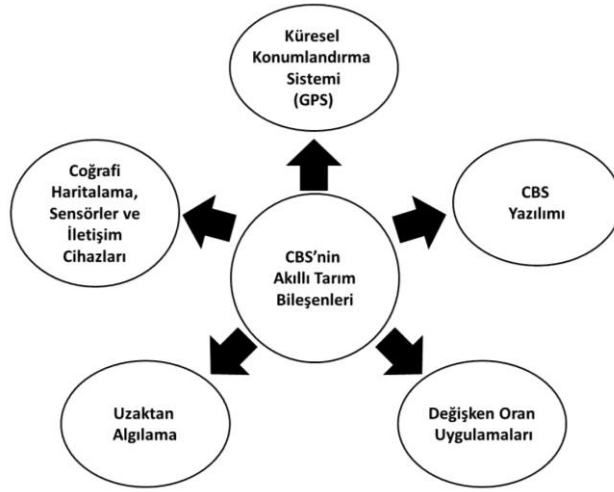 Küresel
Konumlandırma
Sistemi
(GPS)
Coğrafi
Haritalama,
Sensörler ve
İletişim
Cihazları
CBS
Yazılımı
CBS'nin
Akıllı Tarım
Bileşenleri
Uzaktan
Algılama
Değişken Oran
Uygulamaları